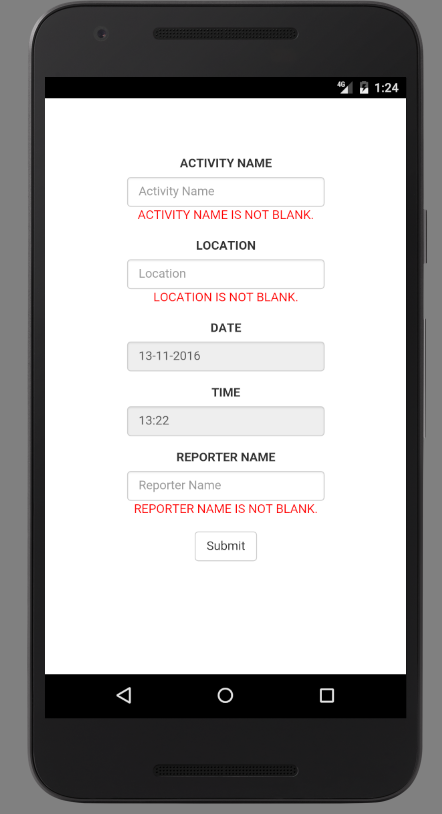 4G 1:24
ACTIVITY NAME
Activity Name
ACTIVITY NAME IS NOT BLANK.
LOCATION
Location
LOCATION IS NOT BLANK.
DATE
13-11-2016
TIME
13:22
REPORTER NAME
Reporter Name
REPORTER NAME IS NOT BLANK.
Submit